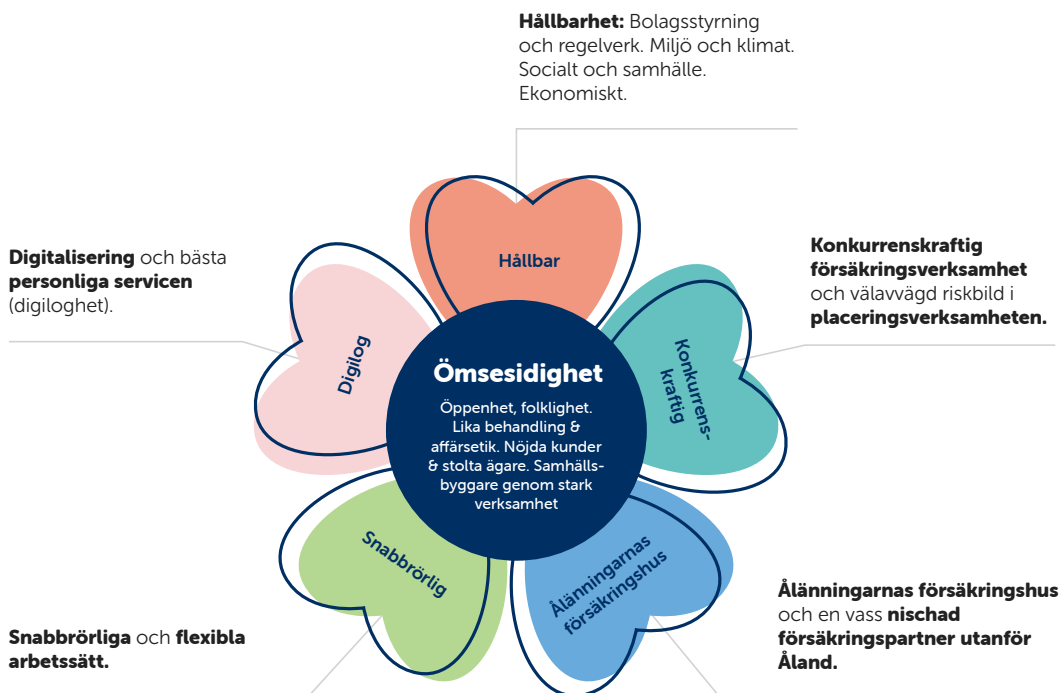 Hållbarhet: Bolagsstyrning
och regelverk. Miljö och klimat.
Socialt och samhälle.
Ekonomiskt.
Digitalisering och bästa
personliga servicen
(digiloghet).
Konkurrenskraftig
försäkringsverksamhet
och välavvägd riskbild i
placeringsverksamheten.
Hållbar
Digilog
Konkurrens-
kraftig
Ömsesidighet
Öppenhet, folklighet.
Lika behandling &
affärsetik. Nöjda kunder
& stolta ägare. Samhälls-
byggare genom stark
verksamhet
Snabbrörlig
Ålänningarnas
försäkringshus
Snabbrörliga och flexibla
arbetssätt.
Ålänningarnas försäkringshus
och en vass nischad
försäkringspartner utanför
Åland.